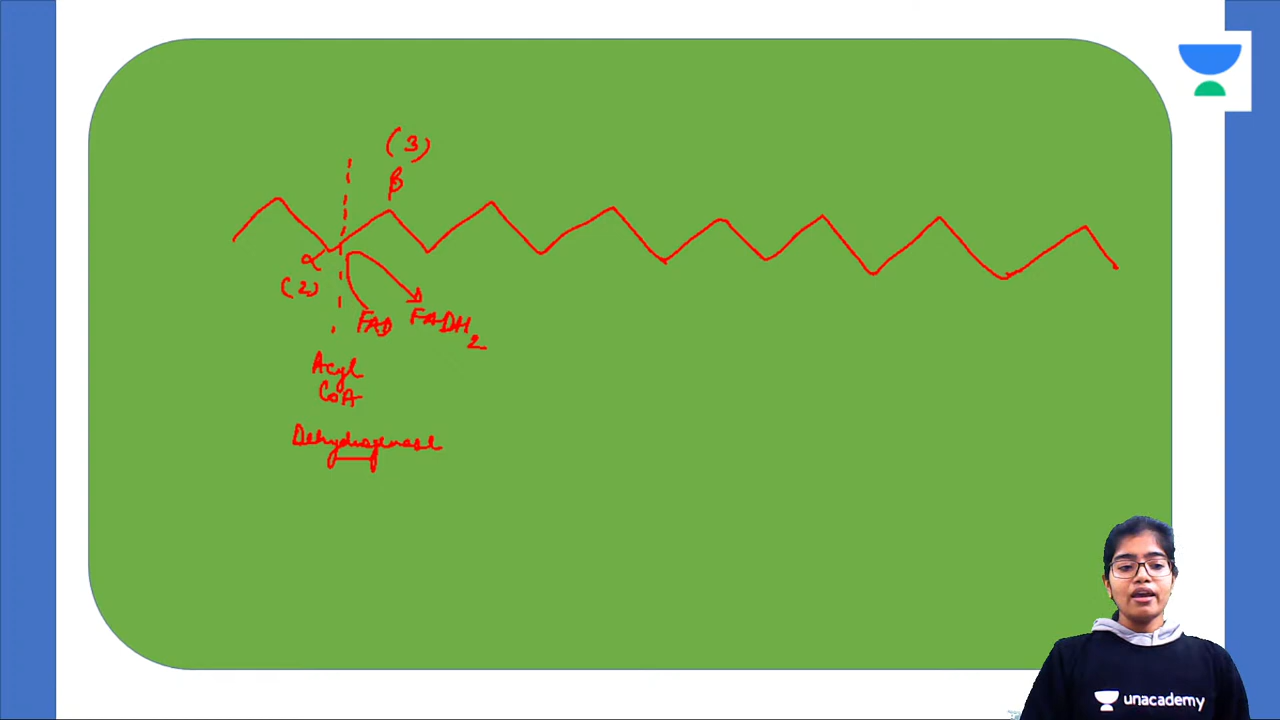 (3)
β
α
(2)
FAD FADH2
Acyl
CoA
Dehydrogenase
unacademy